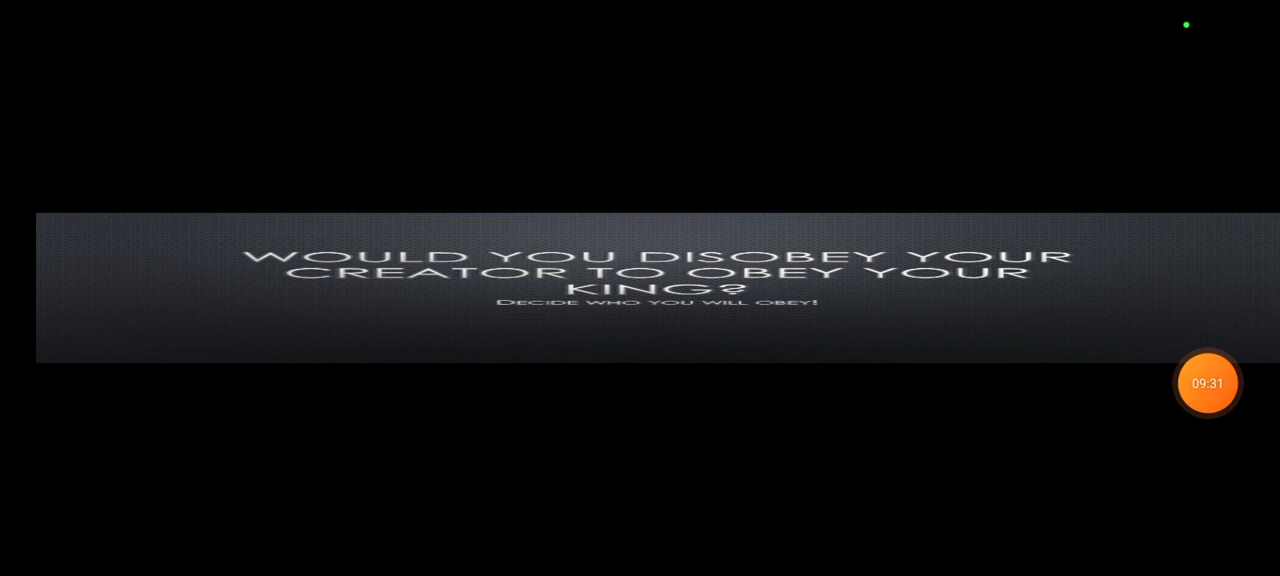 WOULD YOU DISOBEY YOUR
CREATOR TO OBEY YOUR
KING?
DECIDE WHO YOU WILL OBEY!
09:31